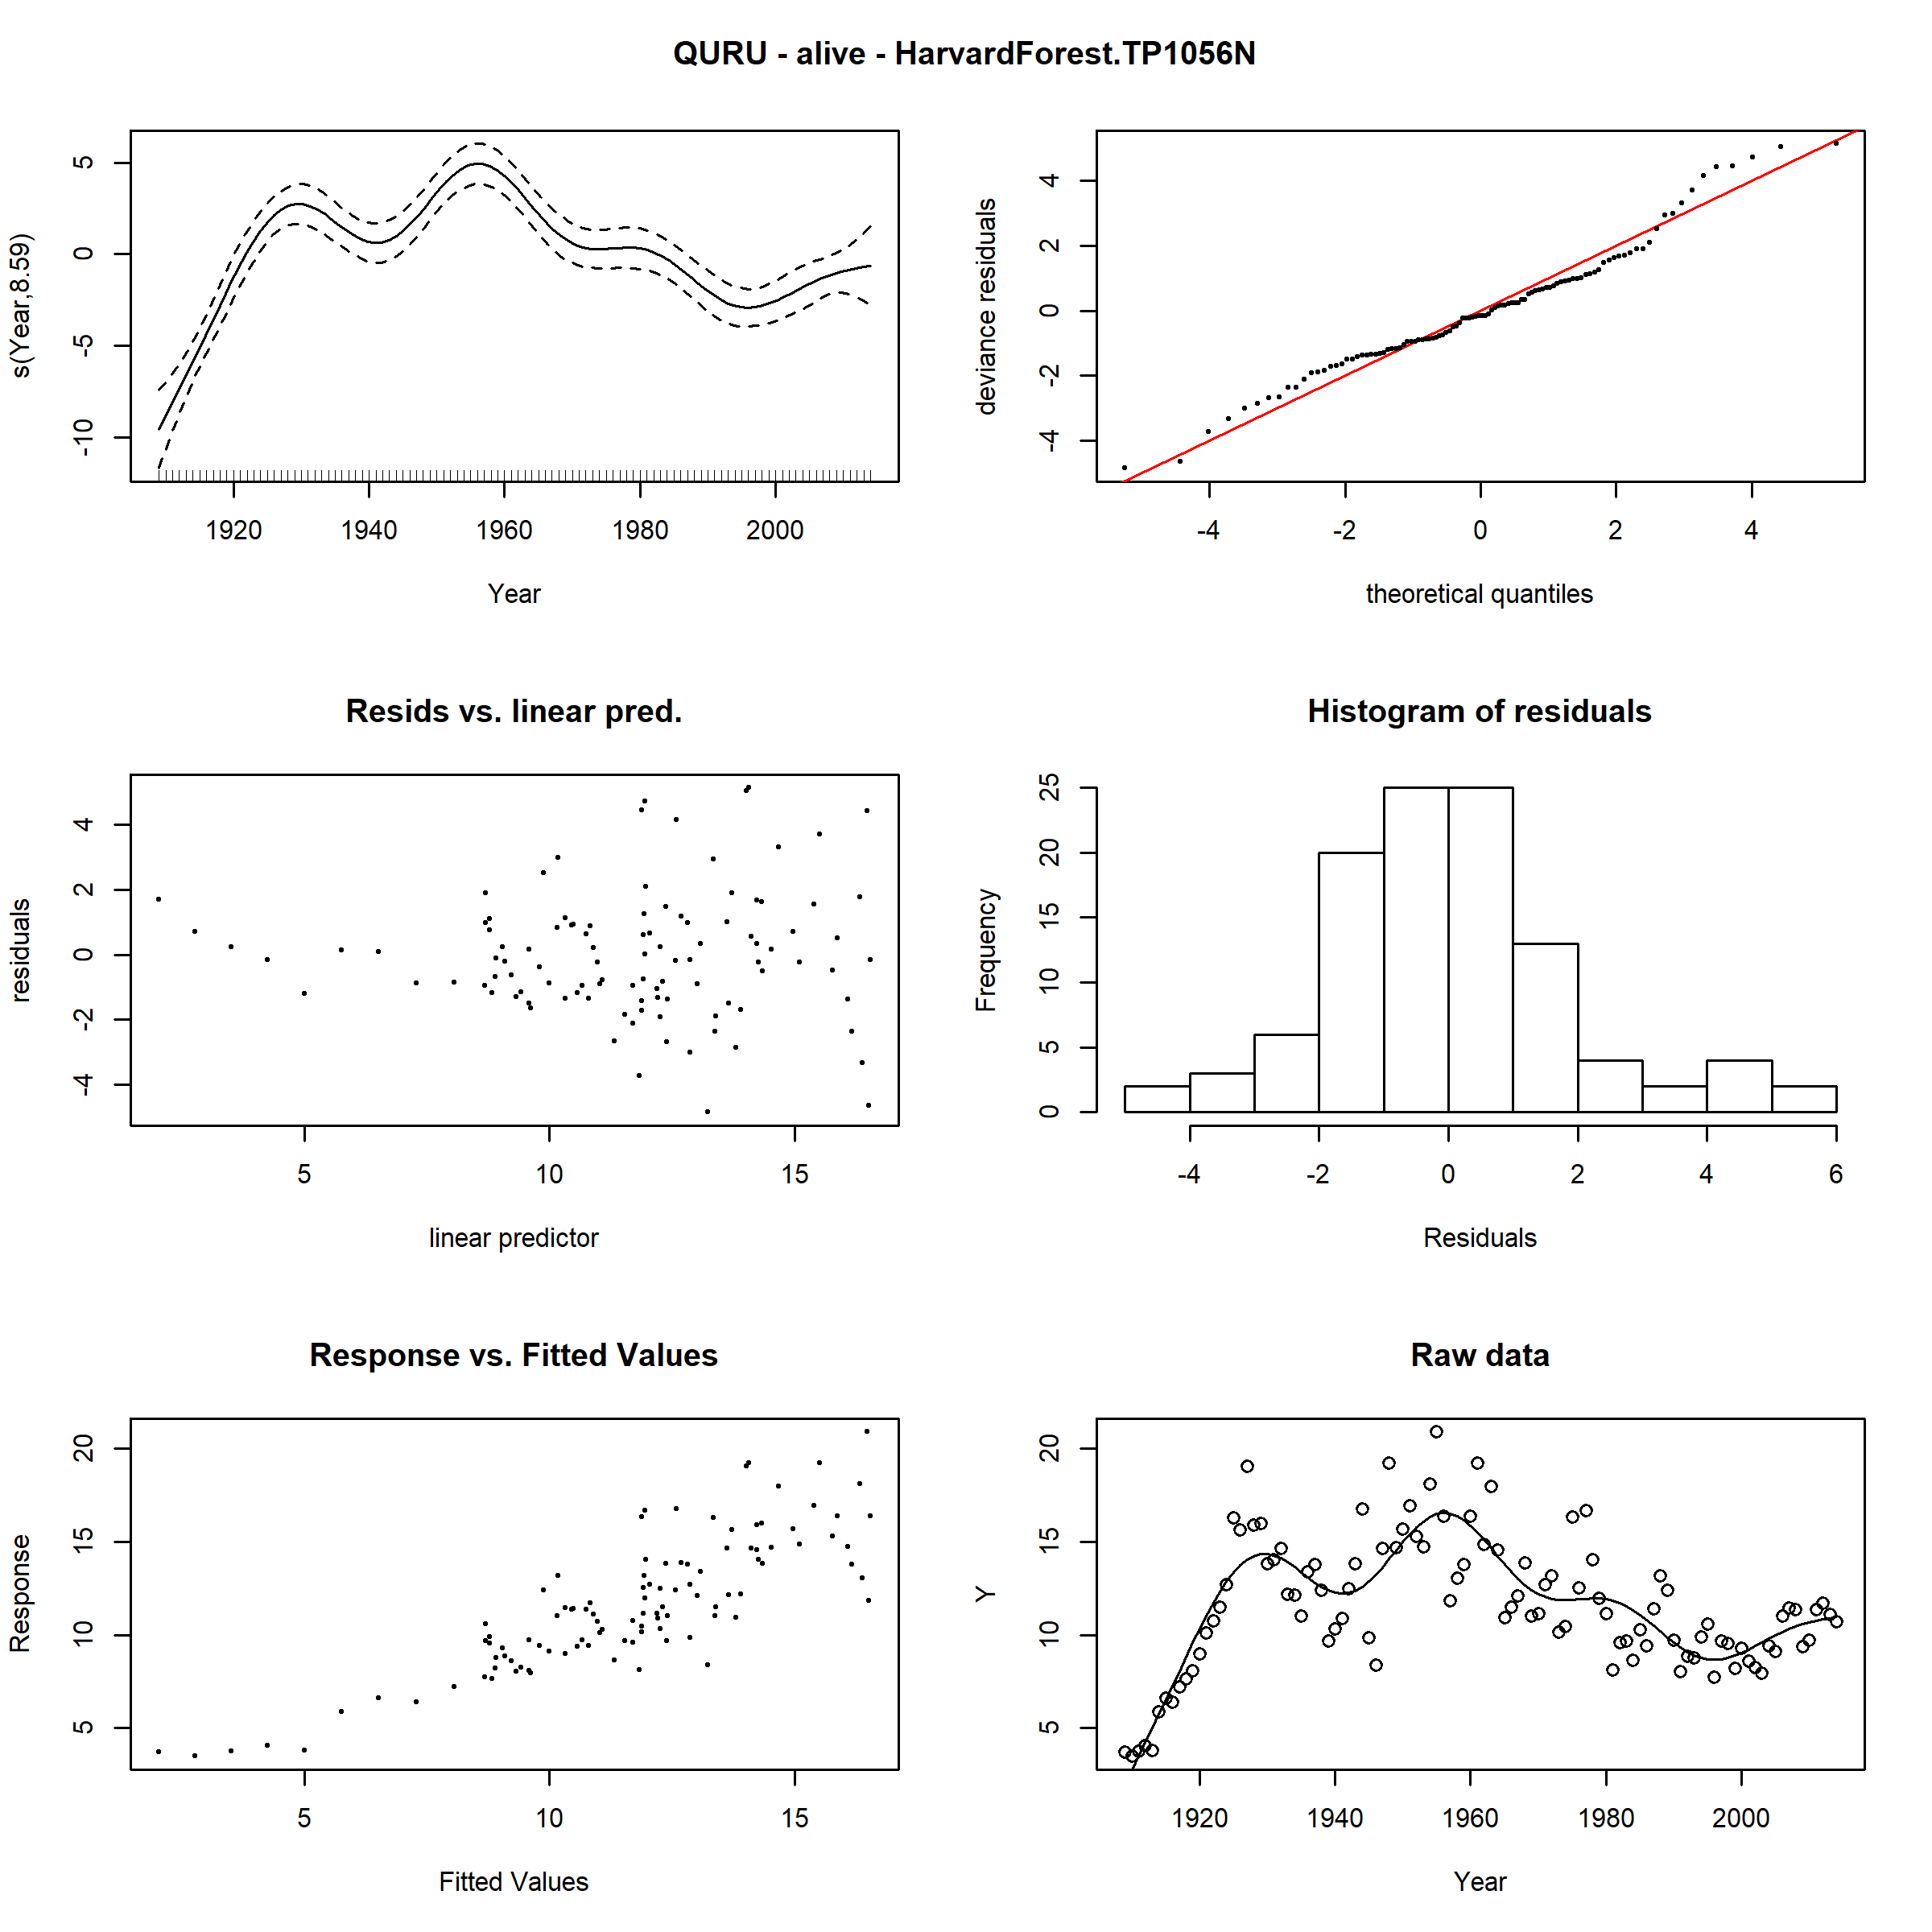 QURU - alive - HarvardForest.TP1056N
s(Year,8.59)
5
0
-5
-10
1920 1940 1960 1980 2000
Year
deviance residuals
4
2
0
-2
-4
-4 -2 0 2 4
theoretical quantiles
Resids vs. linear pred.
residuals
4
2
0
-2
-4
5 10 15
linear predictor
Histogram of residuals
Frequency
25
20
15
10
5
0
-4 -2 0 2 4 6
Residuals
Response vs. Fitted Values
Response
20
15
10
5
5 10 15
Fitted Values
Raw data
Y
20
15
10
5
1920 1940 1960 1980 2000
Year